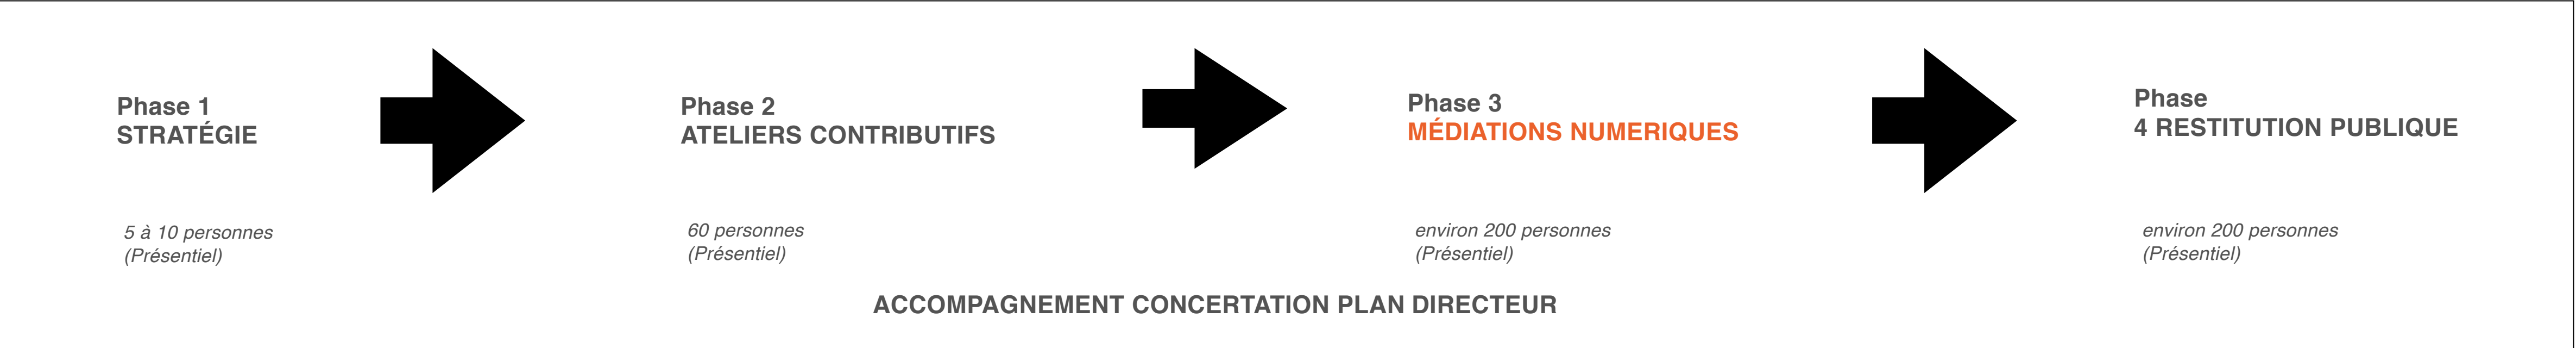 Phase 1
STRATÉGIE
5 à 10 personnes
(Présentiel)
Phase 2
ATELIERS CONTRIBUTIFS
60 personnes
(Présentiel)
Phase 3
MÉDIATIONS NUMERIQUES
environ 200 personnes
(Présentiel)
Phase
4 RESTITUTION PUBLIQUE
environ 200 personnes
(Présentiel)
ACCOMPAGNEMENT CONCERTATION PLAN DIRECTEUR